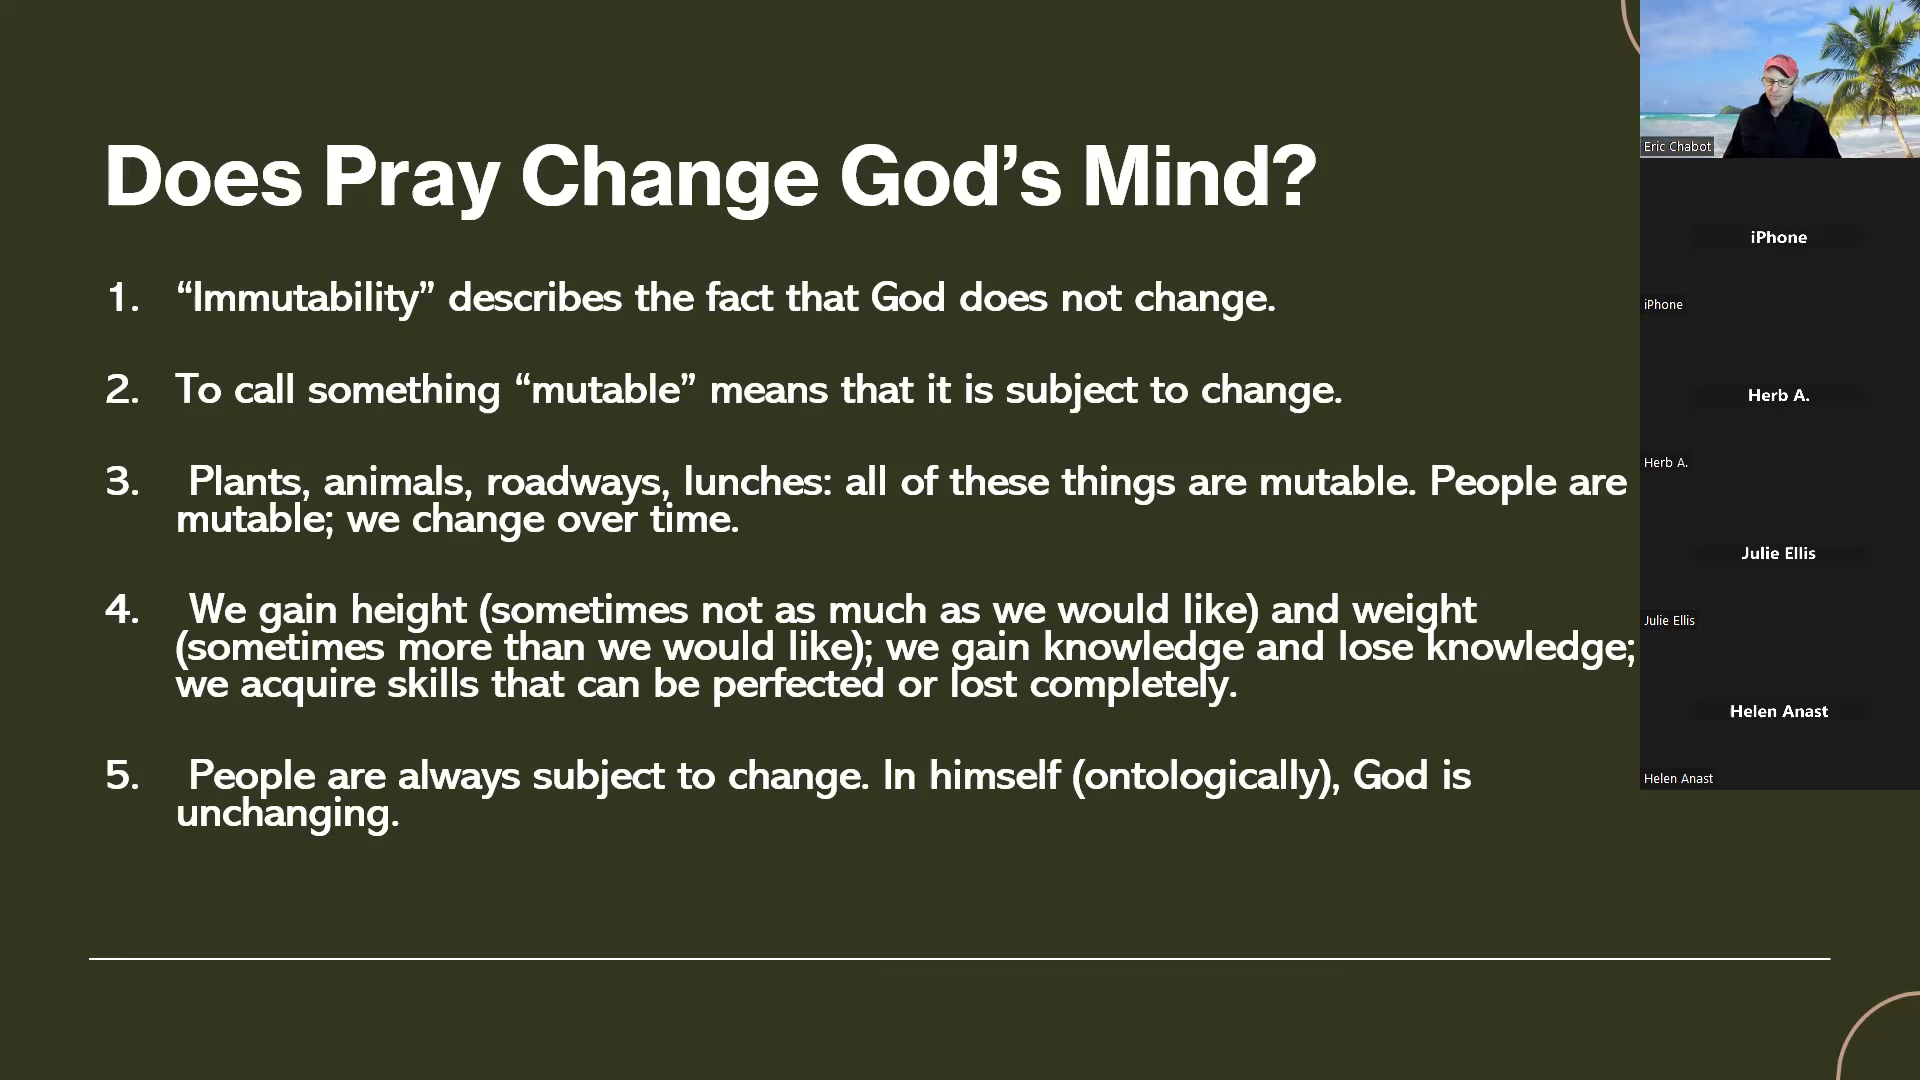 Does Pray Change God’s Mind?
1. “Immutability” describes the fact that God does not change.
2. To call something “mutable” means that it is subject to change.
3. Plants, animals, roadways, lunches: all of these things are mutable. People are
mutable; we change over time.
4. We gain height (sometimes not as much as we would like) and weight
(sometimes more than we would like); we gain knowledge and lose knowledge;
we acquire skills that can be perfected or lost completely.
5. People are always subject to change. In himself (ontologically), God is
unchanging.
Eric Chabot
iPhone
iPhone
Herb A.
Herb A.
Julie Ellis
Julie Ellis
Helen Anast
Helen Anast